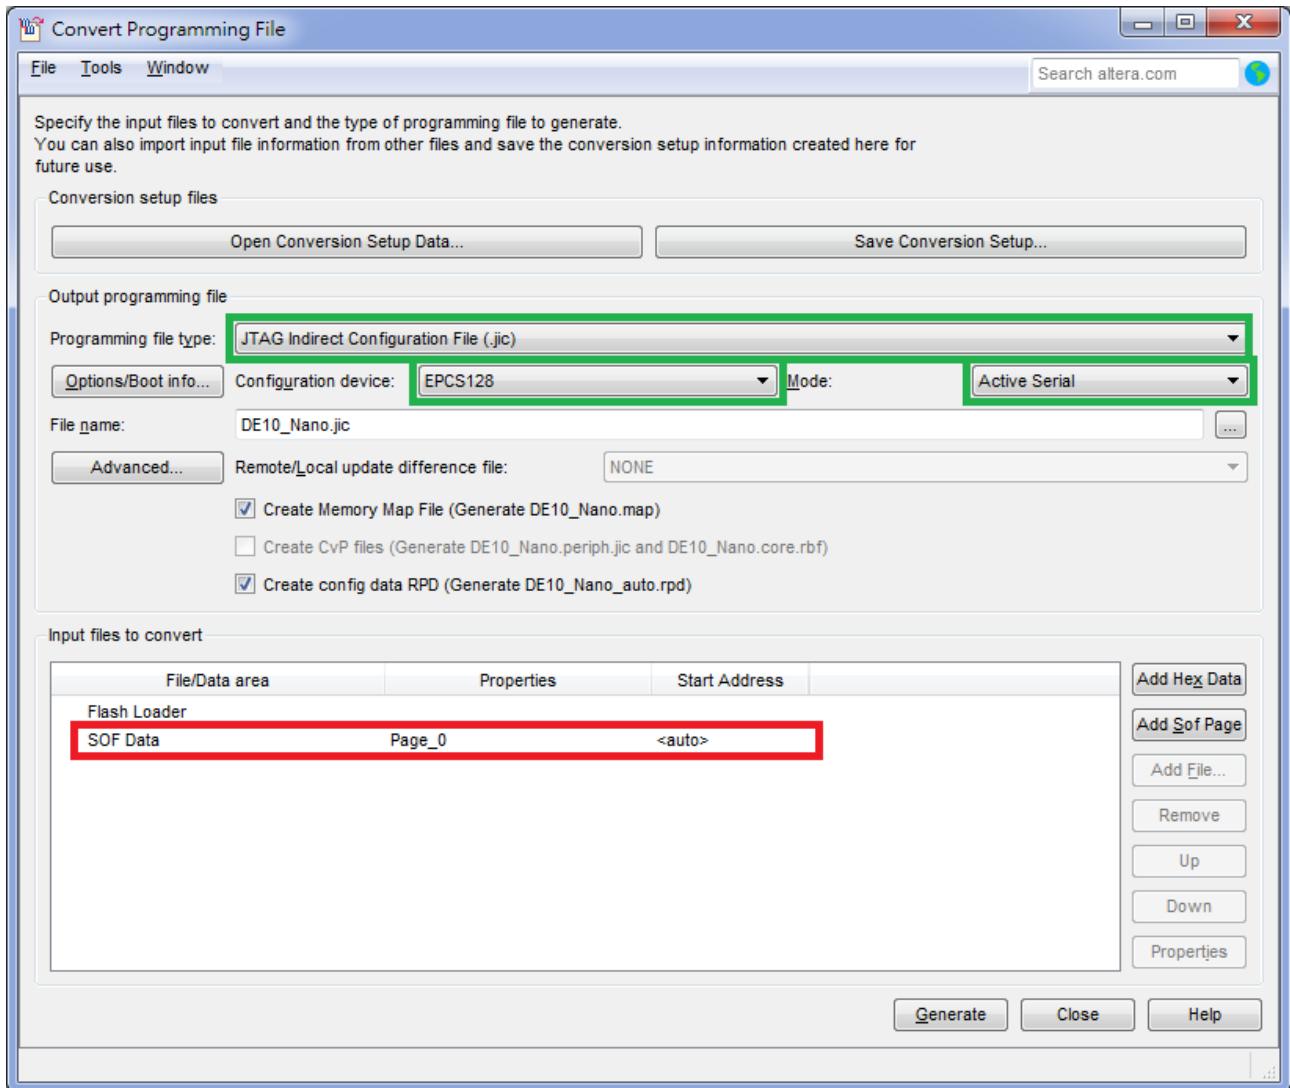 Convert Programming File
File Tools Window
Search altera.com
Specify the input files to convert and the type of programming file to generate.
You can also import input file information from other files and save the conversion setup information created here for
future use.
Conversion setup files
Open Conversion Setup Data...
Save Conversion Setup...
Output programming file
Programming file type:
JTAG Indirect Configuration File (.jic)
Options/Boot info...
Configuration device:
EPCS128
Mode:
Active Serial
File name:
DE10_Nano.jic
...
Advanced...
Remote/Local update difference file:
NONE
Create Memory Map File (Generate DE10_Nano.map)
Create CvP files (Generate DE10_Nano.periph.jic and DE10_Nano.core.rbf)
Create config data RPD (Generate DE10_Nano_auto.rpd)
Input files to convert
File/Data area Properties Start Address
Flash Loader
SOF Data Page_0 <auto>
Add Hex Data
Add Sof Page
Add File...
Remove
Up
Down
Properties
Generate
Close
Help